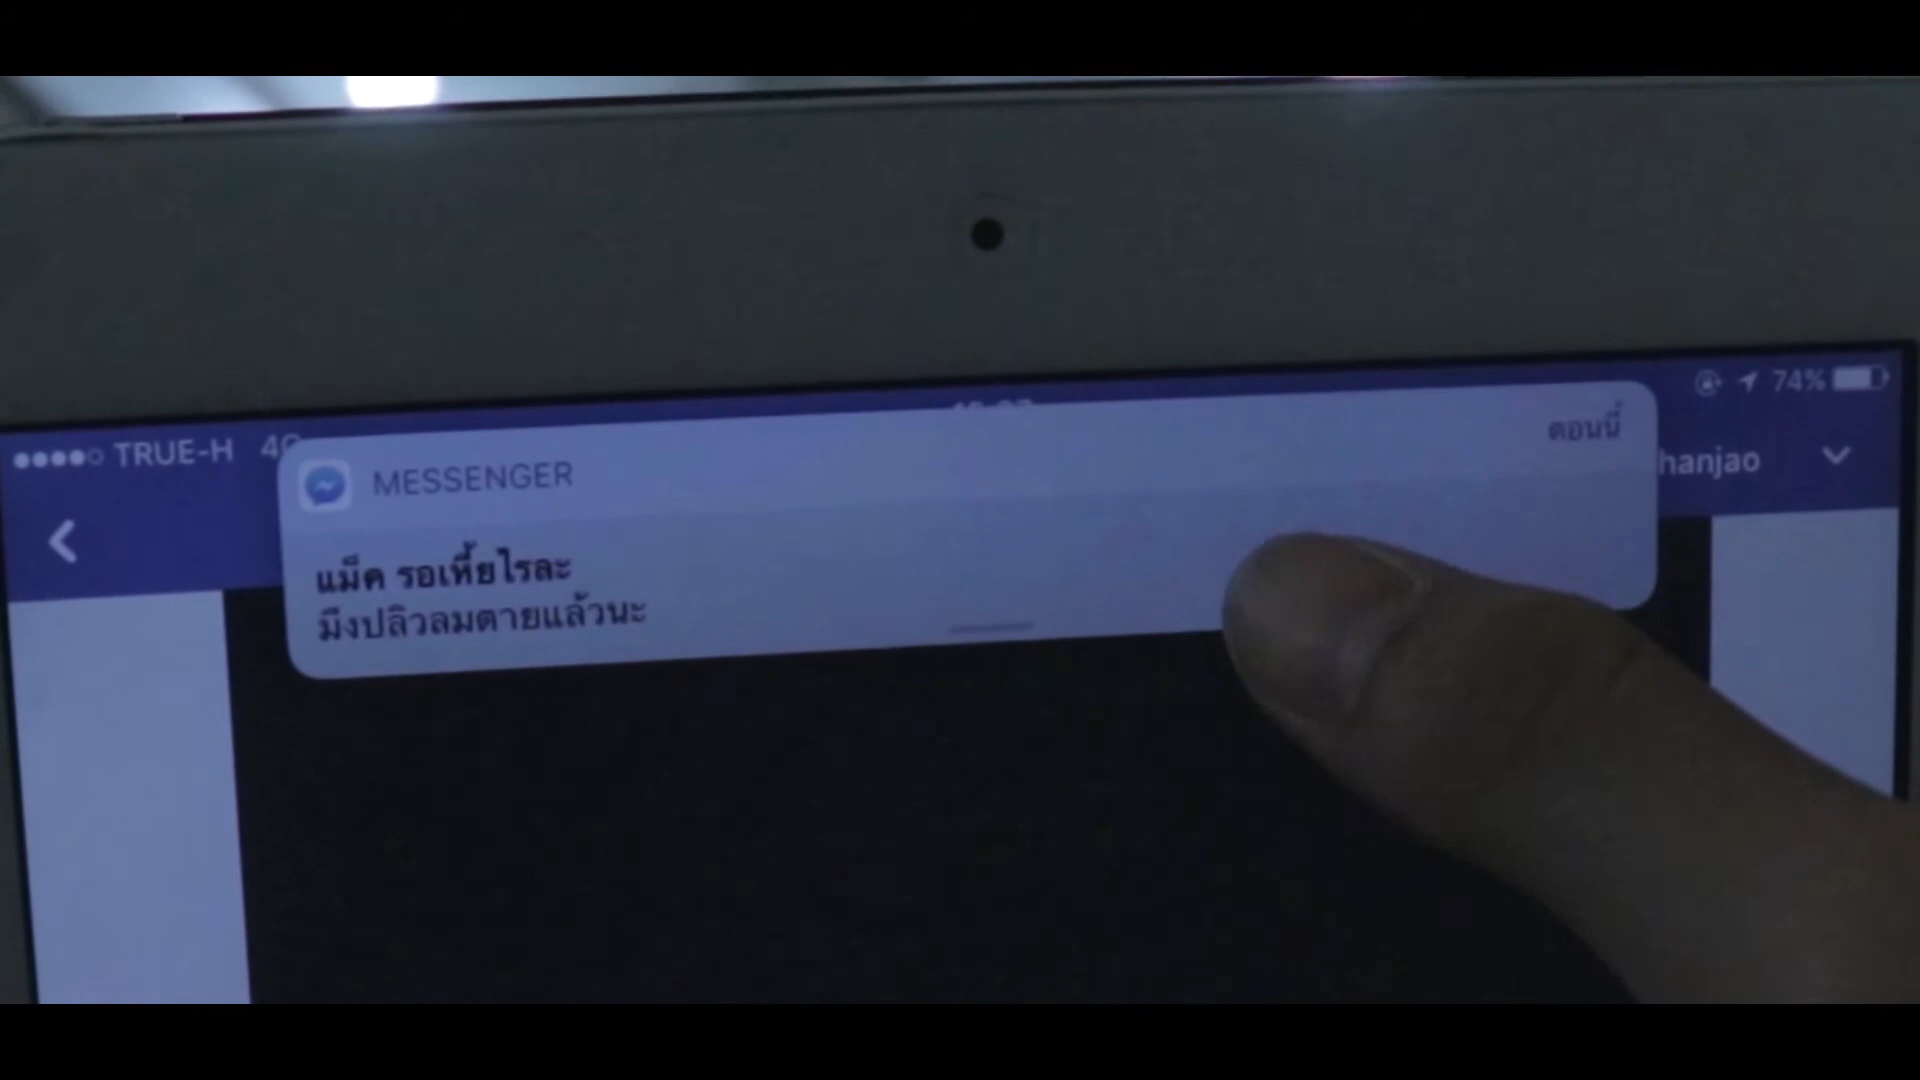 TRUE-H
74%
MESSENGER
ตอนนี้
hanjao
แม็ค รอเหี้ยไรละ
มึงปลิวลมตายแล้วนะ